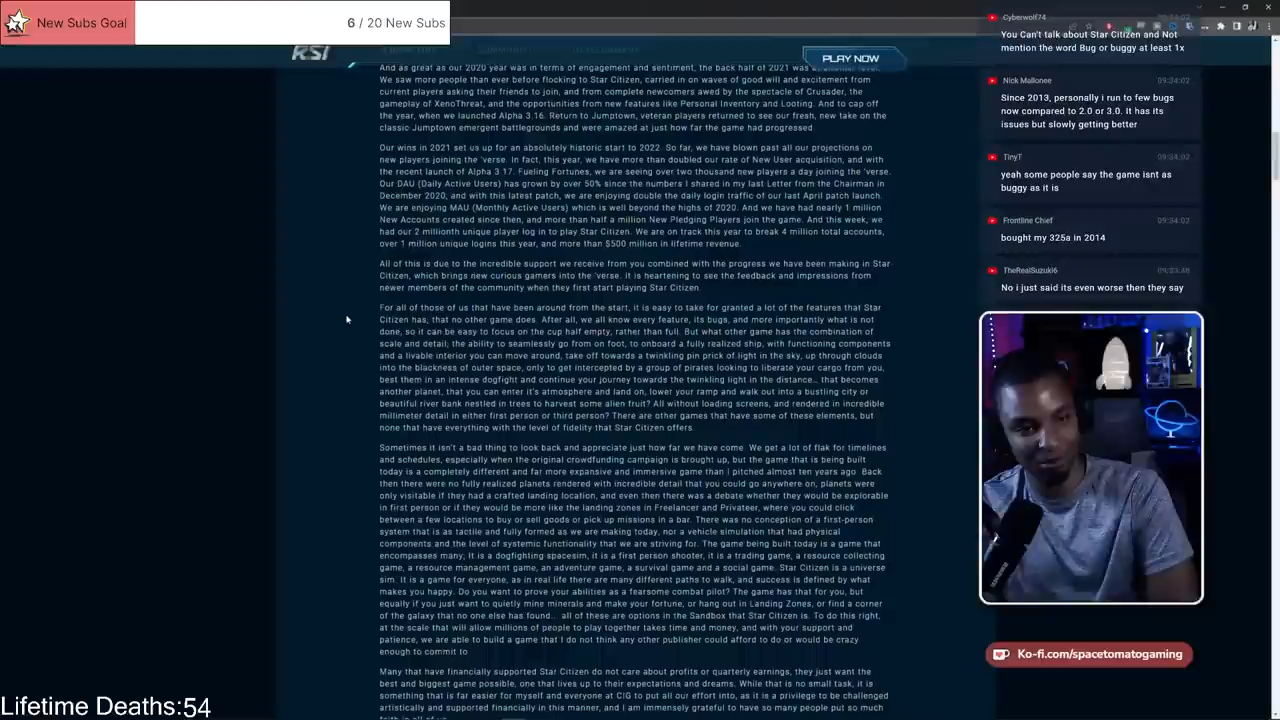 New Subs Goal
6 / 20 New Subs
RSI
PLAY NOW
And as great as our 2020 year was in terms of engagement and sentiment, the back half of 2021 was
We saw more people than ever before flocking to Star Citizen, carried in on waves of good will and excitement from
current players asking their friends to join, and from complete newcomers awed by the spectacle of Crusader, the
gameplay of XenoThreat, and the opportunities from new features like Personal Inventory and Looting. And to cap off
the year, when we launched Alpha 3.16. Return to Jumptown, veteran players returned to see our fresh, new take on the
classic Jumptown emergent battlegrounds and were amazed at just how far the game had progressed
Our wins in 2021 set us up for an absolutely historic start to 2022. So far, we have blown past all our projections on
new players joining the 'verse. In fact, this year, we have more than doubled our rate of New User acquisition, and with
the recent launch of Alpha 3 17. Fueling Fortunes, we are seeing over two thousand new players a day joining the 'verse.
Our DAU (Daily Active Users) has grown by over 50% since the numbers I shared in my last Letter from the Chairman in
December 2020, and with this latest patch, we are enjoying double the daily login traffic of our last April patch launch.
We are enjoying MAU (Monthly Active Users) which is well beyond the highs of 2020. And we have had nearly 1 million
New Accounts created since then, and more than half a million New Pledging Players join the game. And this week, we
had our 2 millionth unique player log in to play Star Citizen. We are on track this year to break 4 million total accounts,
over 1 million unique logins this year, and more than $500 million in lifetime revenue.
All of this is due to the incredible support we receive from you combined with the progress we have been making in Star
Citizen, which brings new curious gamers into the 'verse. it is heartening to see the feedback and impressions from
newer members of the community when they first start playing Star Citizen.
For all of those of us that have been around from the start, it is easy to take for granted a lot of the features that Star
Citizen has, that no other game does. After all, we all know every feature, its bugs, and more importantly what is not
done, so it can be easy to focus on the cup half empty, rather than full. But what other game has the combination of
scale and detail; the ability to seamlessly go from on foot, to onboard a fully realized ship, with functioning components
and a livable interior you can move around, take off towards a twinkling pin prick of light in the sky, up through clouds
into the blackness of outer space, only to get intercepted by a group of pirates looking to liberate your cargo from you,
best them in an intense dogfight and continue your journey towards the twinkling light in the distance... that becomes
another planet, that you can enter it's atmosphere and land on, lower your ramp and walk out into a bustling city or
beautiful river bank nestled in trees to harvest some alien fruit? All without loading screens, and rendered in incredible
millimeter detail in either first person or third person? There are other games that have some of these elements, but
none that have everything with the level of fidelity that Star Citizen offers.
Sometimes it isn't a bad thing to look back and appreciate just how far we have come. We get a lot of flak for timelines
and schedules, especially when the original crowdfunding campaign is brought up, but the game that is being built
today is a completely different and far more expansive and immersive game than I pitched almost ten years ago. Back
then there were no fully realized planets rendered with incredible detail that you could go anywhere on, planets were
only visitable if they had a crafted landing location, and even then there was a debate whether they would be explorable
in first person or if they would be more like the landing zones in Freelancer and Privateer, where you could click
between a few locations to buy or sell goods or pick up missions in a bar. There was no conception of a first-person
system that is as tactile and fully formed as we are making today, nor a vehicle simulation that had physical
components and the level of systemic functionality that we are striving for. The game being built today is a game that
encompasses many; It is a dogfighting spacesim, it is a first person shooter, it is a trading game, a resource collecting
game, a resource management game, an adventure game, a survival game and a social game. Star Citizen is a universe
sim. It is a game for everyone, as in real life there are many different paths to walk, and success is defined by what
makes you happy. Do you want to prove your abilities as a fearsome combat pilot? The game has that for you, but
equally if you just want to quietly mine minerals and make your fortune, or hang out in Landing Zones, or find a corner
of the galaxy that no one else has found... all of these are options in the Sandbox that Star Citizen is. To do this right,
at the scale that will allow millions of people to play together takes time and money, and with your support and
patience, we are able to build a game that I do not think any other publisher could afford to do or would be crazy
enough to commit to
Many that have financially supported Star Citizen do not care about profits or quarterly earnings, they just want the
best and biggest game possible, one that lives up to their expectations and dreams. While that is no small task, it is
something that is far easier for myself and everyone at CIG to put all our effort into, as it is a privilege to be challenged
artistically and supported financially in this manner, and I am immensely grateful to have so many people put so much
faith in all of us
Cyberwolf74
You Can't talk about Star Citizen and Not
mention the word Bug or buggy at least 1x
Nick Mallonee 09:34:02
Since 2013, personally i run to few bugs
now compared to 2.0 or 3.0. It has its
issues but slowly getting better
TinyT 09:34:02
yeah some people say the game isnt as
buggy as it is
Frontline Chief 09:34:02
bought my 325a in 2014
TheRealSuzuki6 09:33:48
No i just said its even worse then they say
Ko-fi.com/spacetomatogaming
Lifetime Deaths:54